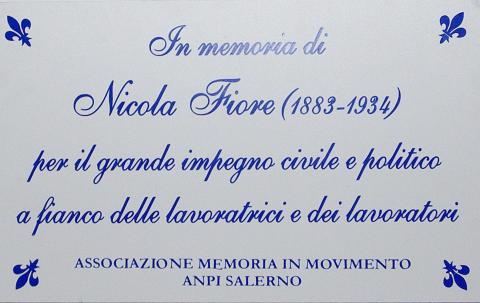 In memoria di
Nicola Fiore (1883-1934)
per il grande impegno civile e politico
a fianco delle lavoratrici e dei lavoratori
ASSOCIAZIONE MEMORIA IN MOVIMENTO
ANPI SALERNO